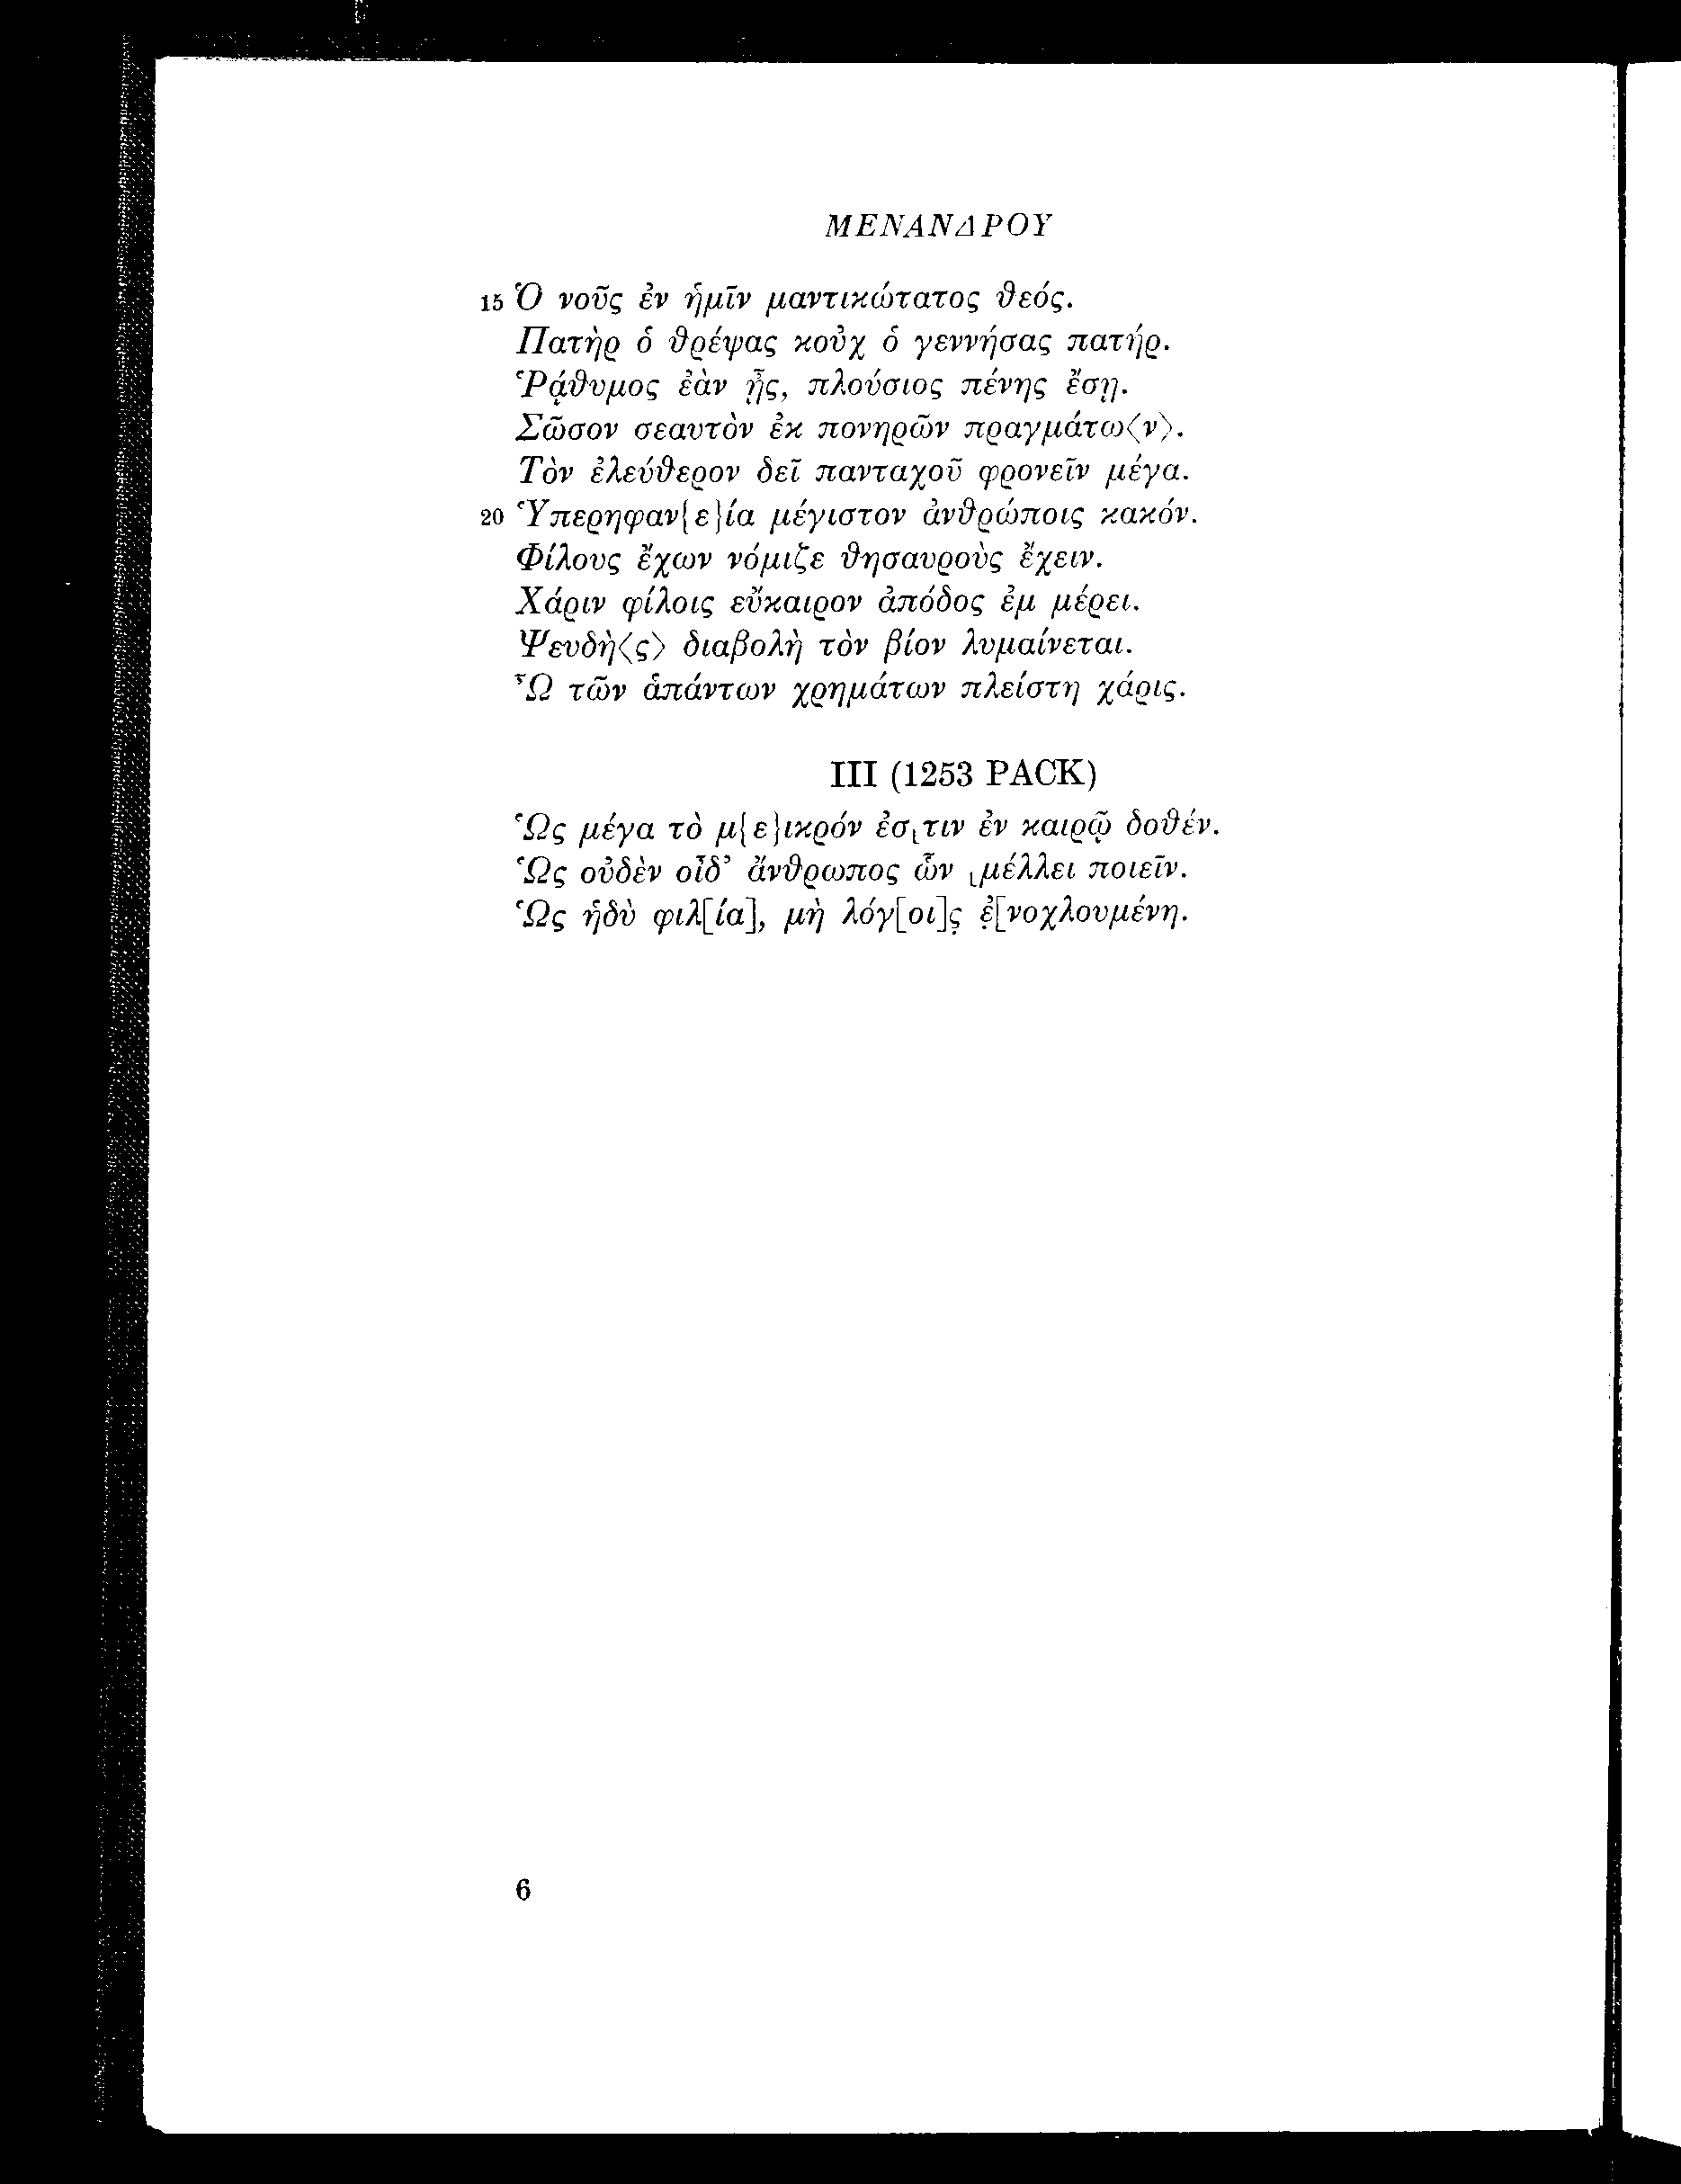 ΜΕΝΑΝΔΡΟΥ
15 Ὁ νοῦς ἐν ἡμῖν μαντικώτατος θεός.
Πατὴρ ὁ θρέψας κοὐχ ὁ γεννήσας πατήρ.
Ῥᾴθυμος ἐὰν ᾖς, πλούσιος πένης ἔσῃ.
Σῶσον σεαυτὸν ἐκ πονηρῶν πραγμάτω〈ν〉.
Τὸν ἐλεύθερον δεῖ πανταχοῦ φρονεῖν μέγα.
20 Ὑπερηφαν{ε}ία μέγιστον ἀνθρώποις κακόν.
Φίλους ἔχων νόμιζε θησαυροὺς ἔχειν.
Χάριν φίλοις εὔκαιρον ἀπόδος ἐμ μέρει.
Ψευδὴ〈ς〉 διαβολὴ τὸν βίον λυμαίνεται.
Ὦ τῶν ἁπάντων χρημάτων πλείστη χάρις.
III (1253 PACK)
Ὡς μέγα τὸ μ{ε}ικρόν ἐσ⸤τιν ἐν καιρῷ δοθέν.
Ὡς οὐδὲν οἶδ’ ἄνθρωπος ὧν ⸤μέλλει ποιεῖν.
Ὡς ἡδὺ φιλ[ία], μὴ λόγ[οι]ς̣ ἐ̣[νοχλουμένη.
6